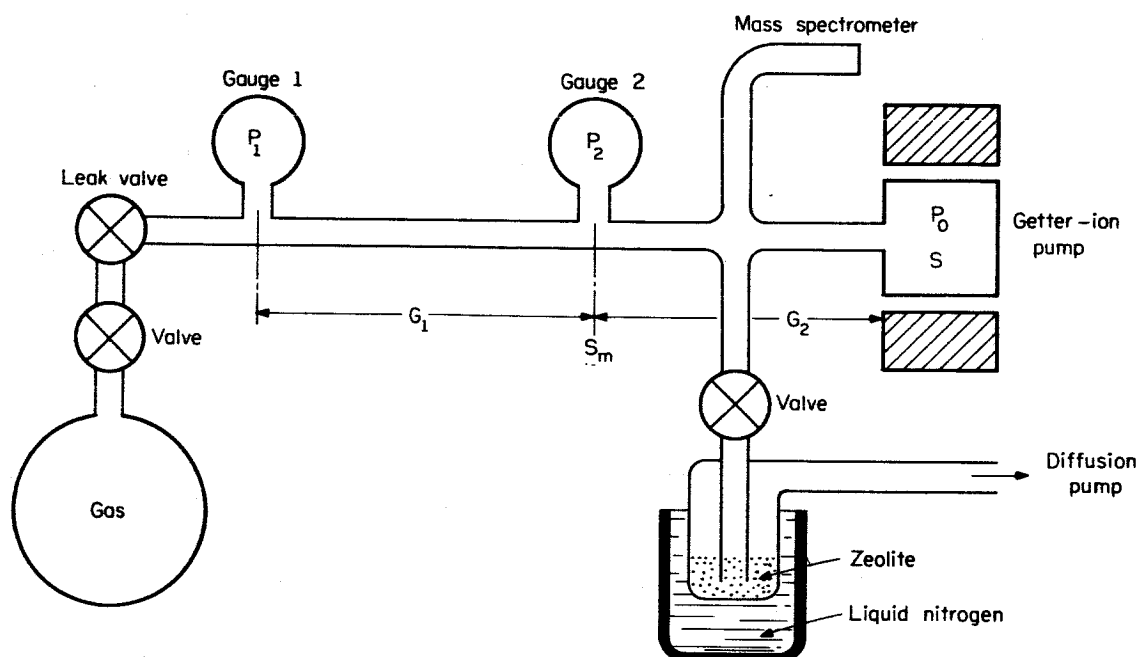 Mass spectrometer
Gauge 1
Gauge 2
P1
P2
Leak valve
P0
S
Getter-ion
pump
Valve
G1
G2
Sm
Valve
Gas
Diffusion
pump
Zeolite
Liquid nitrogen